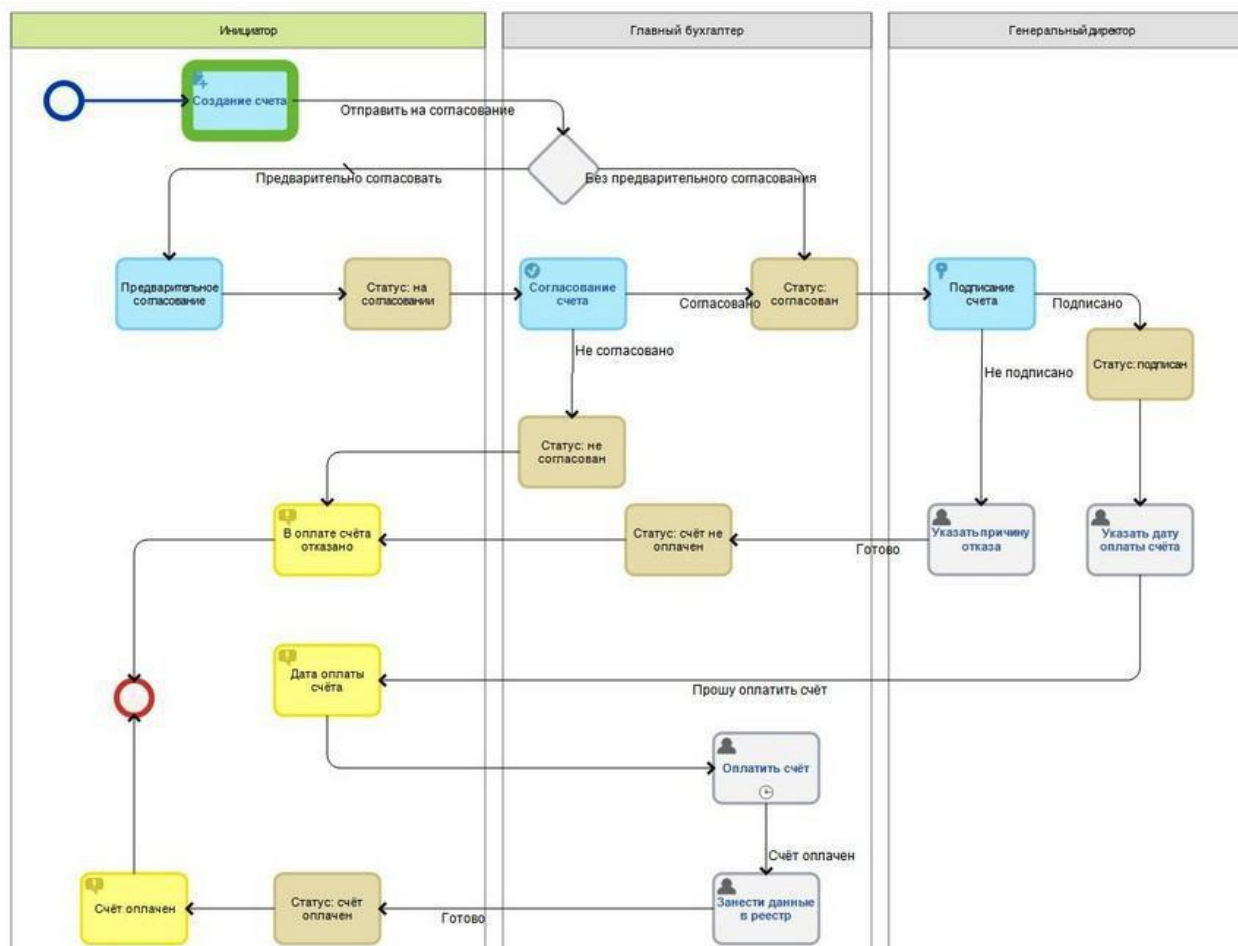 Инициатор
Главный бухгалтер
Генеральный директор
Создание счета
Отправить на согласование
Предварительно согласовать
Без предварительного согласования
Предварительное
согласование
Статус: на
согласовании
Согласование
счета
Согласовано
Статус:
согласован
Подписание
счета
Подписано
Не согласовано
Не подписано
Статус: подписан
Статус: не
согласован
В оплате счёта
отказано
Статус: счёт не
оплачен
Готово
Указать причину
отказа
Указать дату
оплаты счёта
Дата оплаты
счёта
Прошу оплатить счёт
Оплатить счёт
Счёт оплачен
Счёт оплачен
Статус: счёт
оплачен
Готово
Занести данные
в реестр